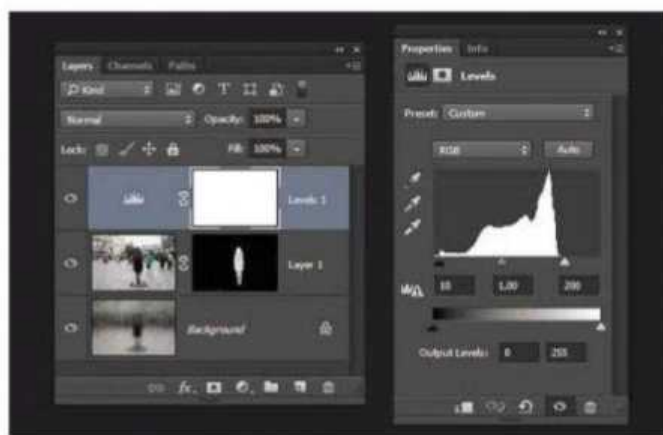 Layers Channels Paths
Kind
Normal Opacity: 100%
Lock: Fill: 100%
Levels 1
Layer 1
Background
fx
Properties Info
Levels
Preset: Custom
RGB Auto
10 1.00 200
Output Levels: 0 255